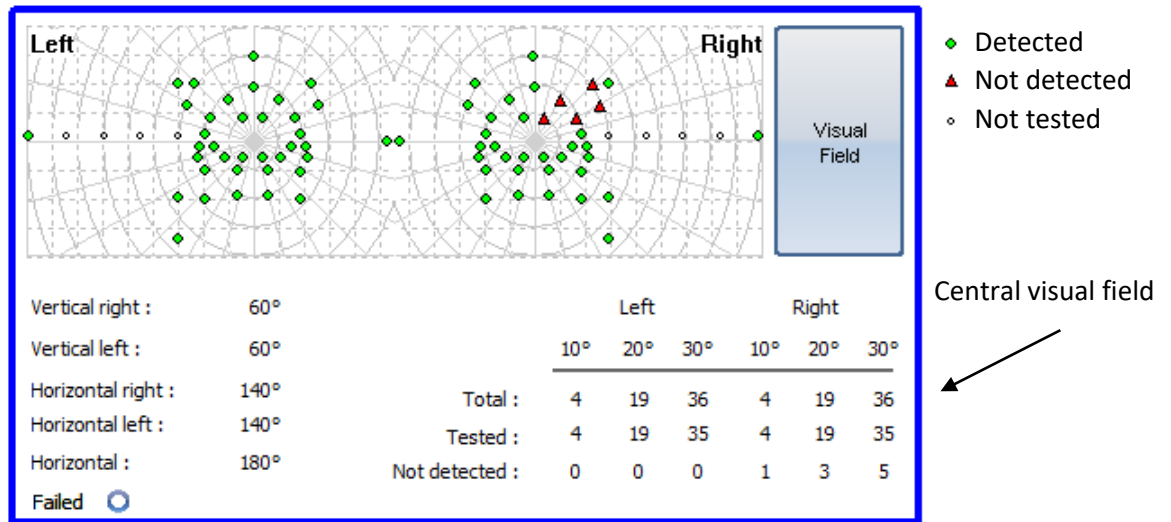 Left Right
Visual
Field
Detected
Not detected
Not tested
Central visual field
Vertical right : 60°
Vertical left : 60°
Horizontal right : 140°
Horizontal left : 140°
Horizontal : 180°
Failed
Left Right
10° 20° 30° 10° 20° 30°
Total : 4 19 36 4 19 36
Tested : 4 19 35 4 19 35
Not detected : 0 0 0 1 3 5